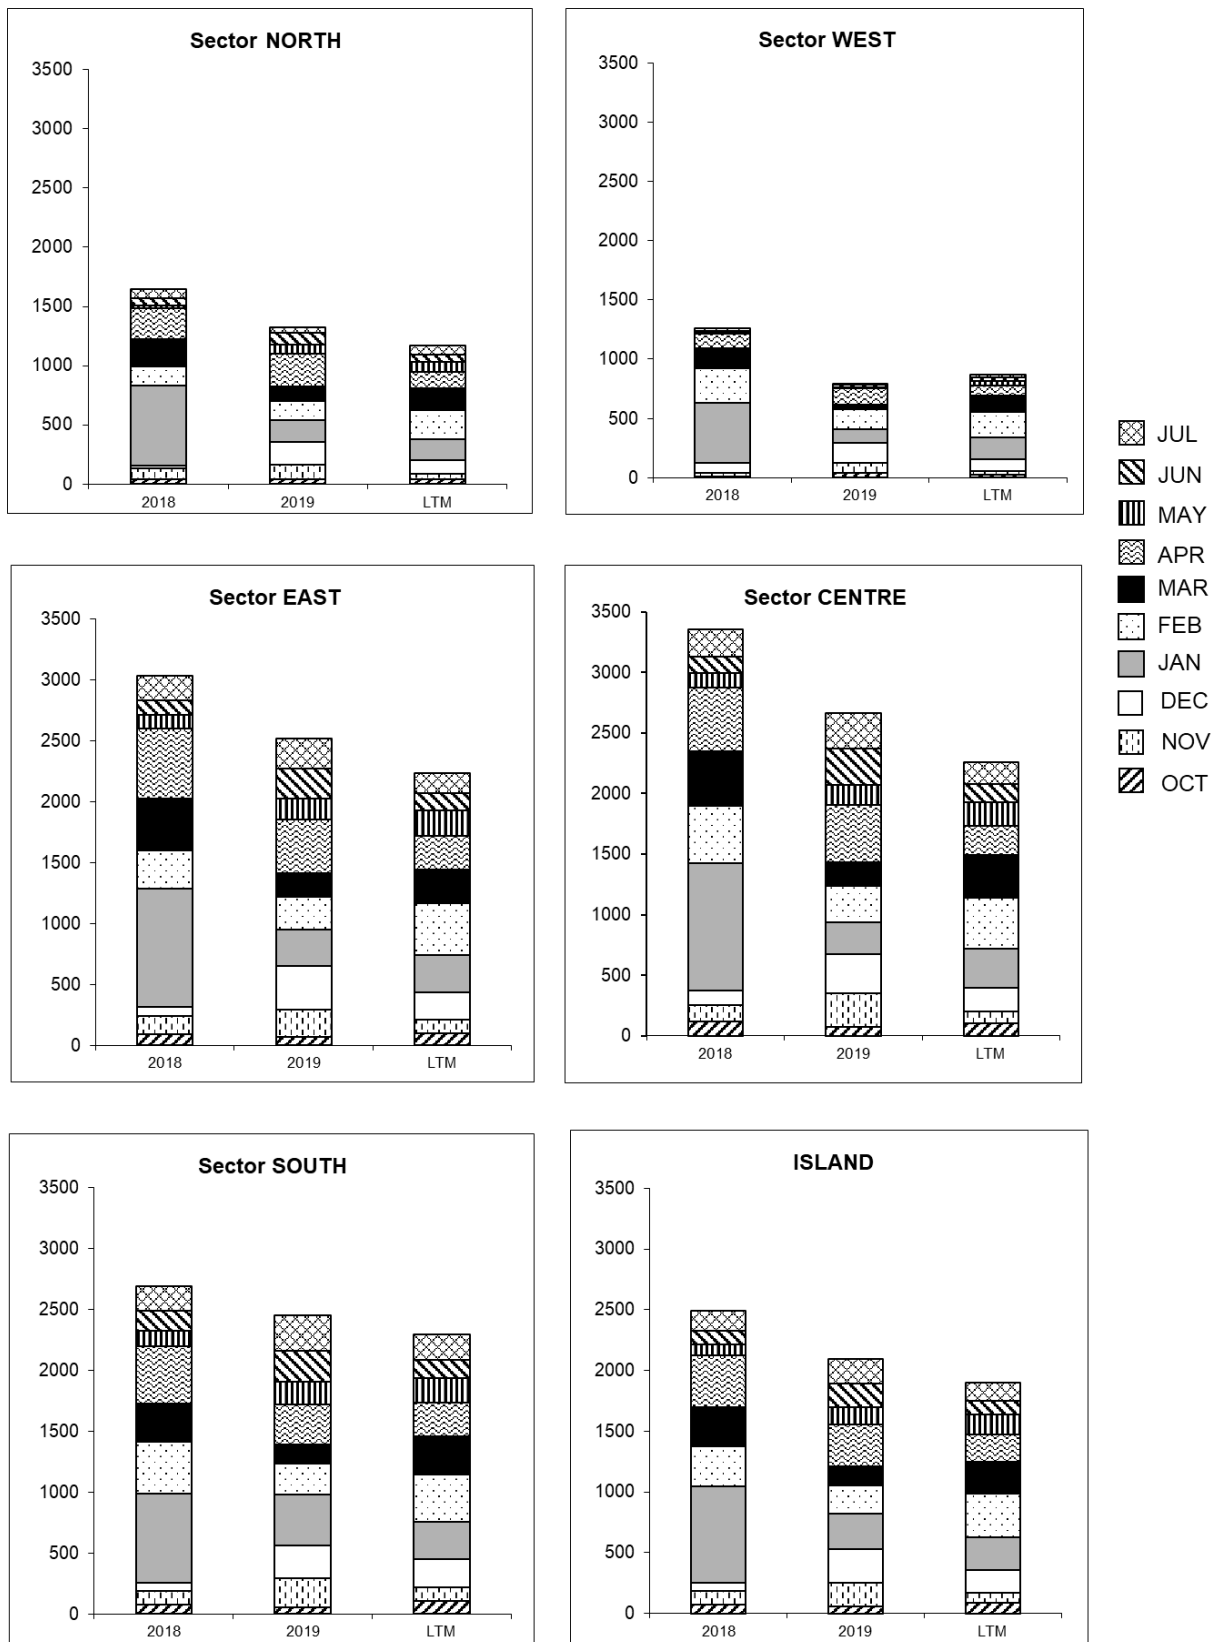 Sector NORTH
3500
3000
2500
2000
1500
1000
500
0
2018 2019 LTM
Sector WEST
3500
3000
2500
2000
1500
1000
500
0
2018 2019 LTM
JUL
JUN
MAY
APR
MAR
FEB
JAN
DEC
NOV
OCT
Sector EAST
3500
3000
2500
2000
1500
1000
500
0
2018 2019 LTM
Sector CENTRE
3500
3000
2500
2000
1500
1000
500
0
2018 2019 LTM
Sector SOUTH
3500
3000
2500
2000
1500
1000
500
0
2018 2019 LTM
ISLAND
3500
3000
2500
2000
1500
1000
500
0
2018 2019 LTM